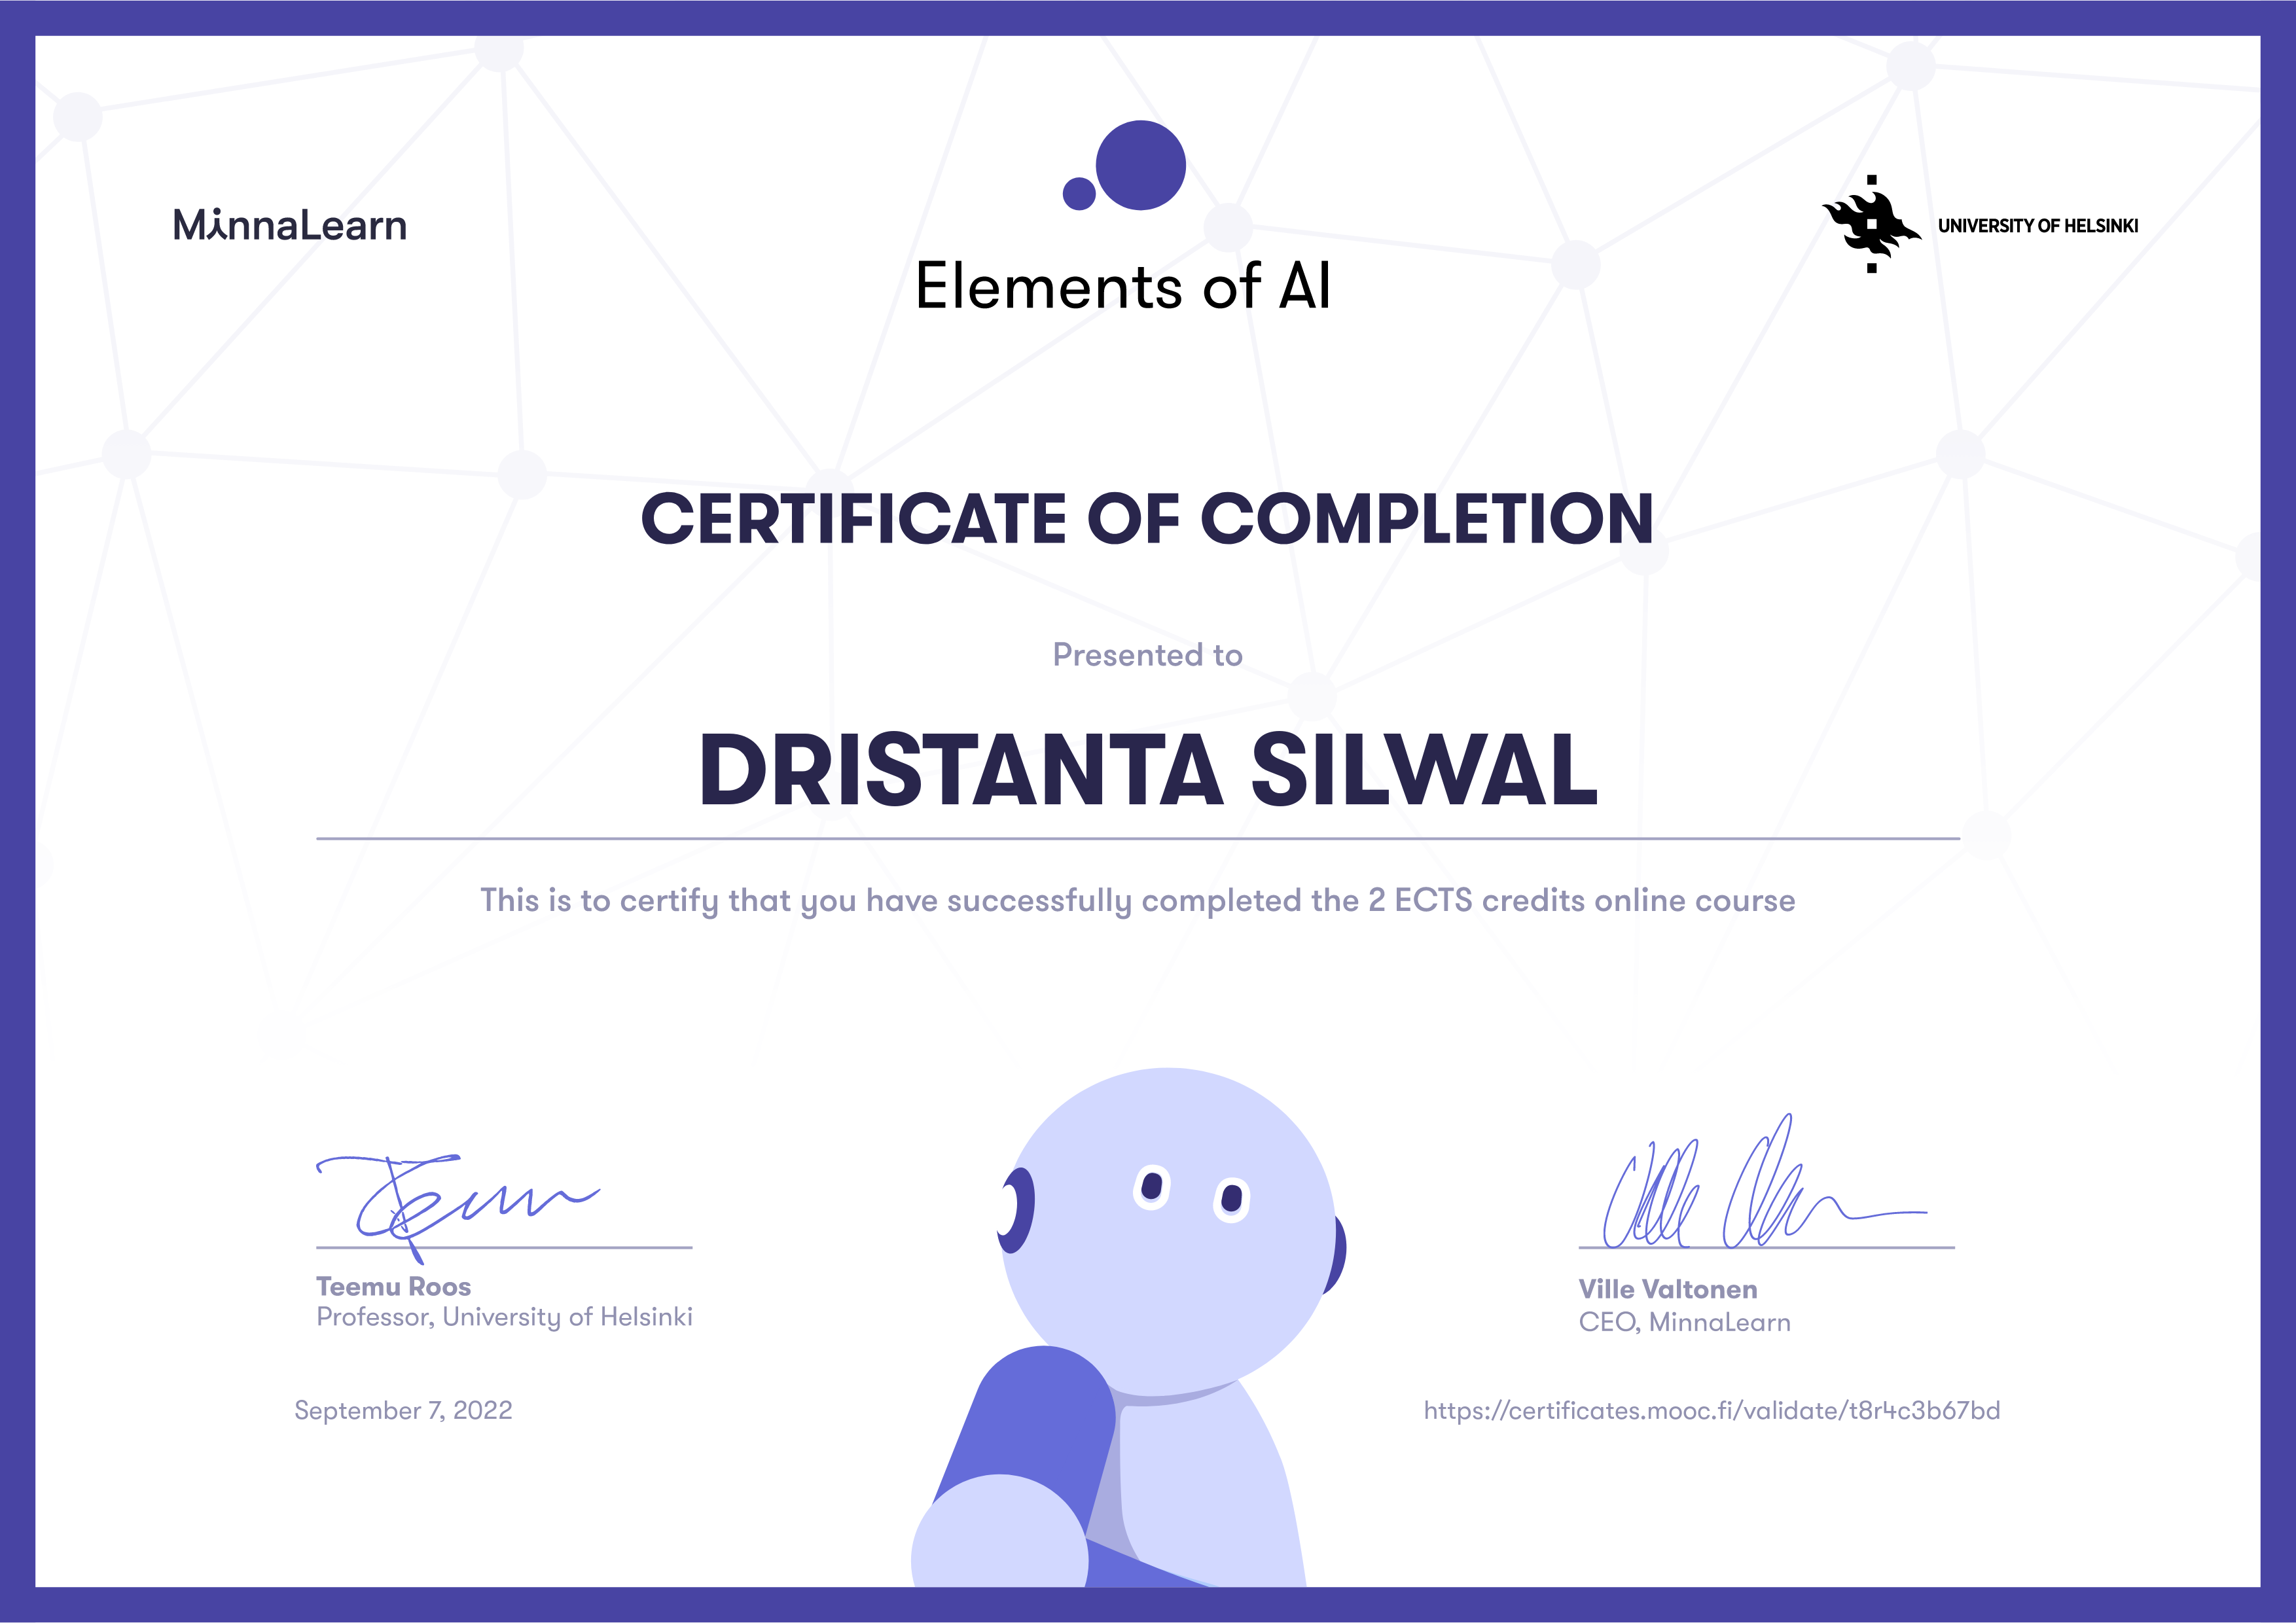 MinnaLearn
Elements of AI
UNIVERSITY OF HELSINKI
CERTIFICATE OF COMPLETION
Presented to
DRISTANTA SILWAL
This is to certify that you have successfully completed the 2 ECTS credits online course
Teemu Roos
Professor, University of Helsinki
Ville Valtonen
CEO, MinnaLearn
September 7, 2022
https://certificates.mooc.fi/validate/t8r4c3b67bd